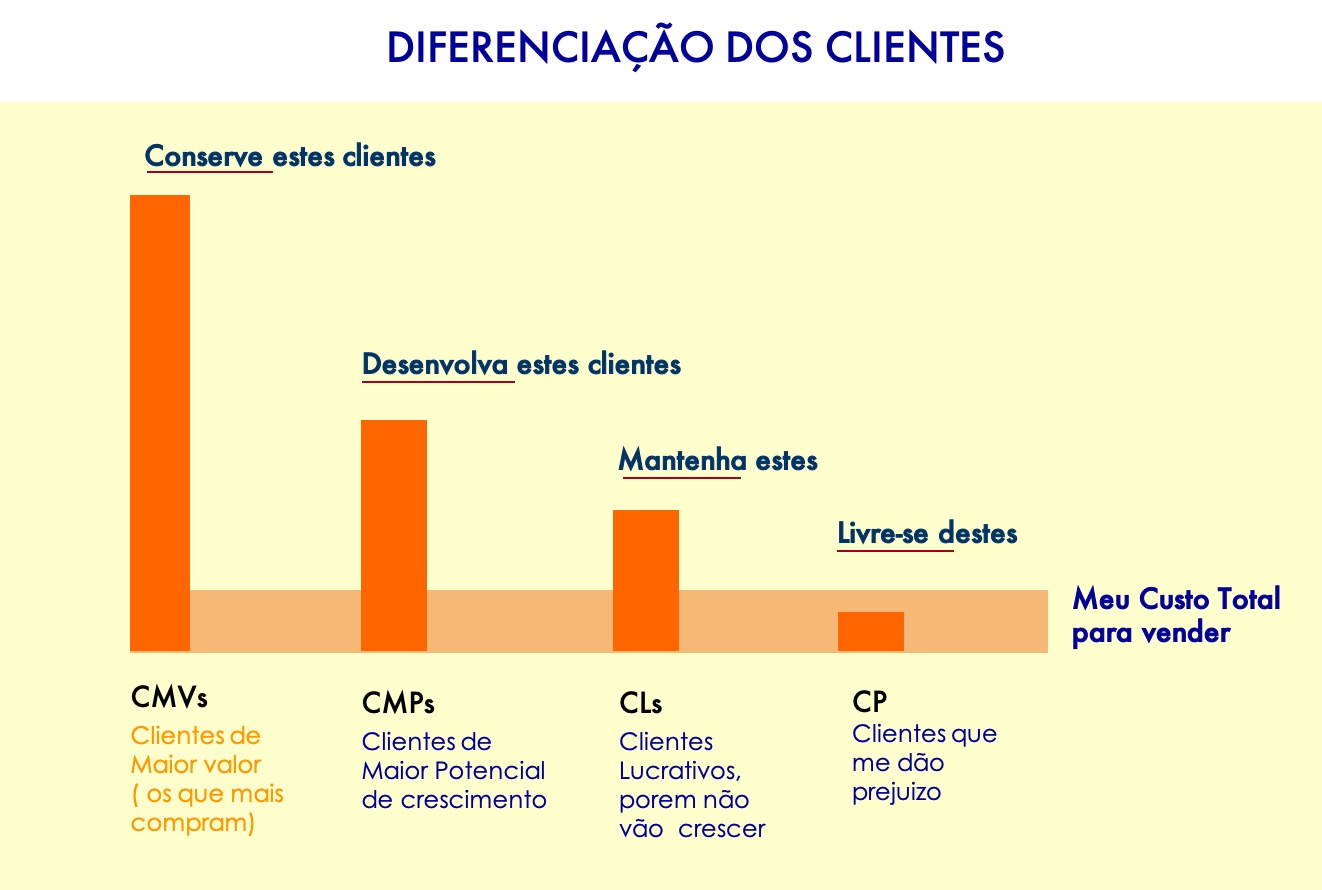 DIFERENCIAÇÃO DOS CLIENTES
Conserve estes clientes
Desenvolva estes clientes
Mantenha estes
Livre-se destes
Meu Custo Total
para vender
CMVs
Clientes de
Maior valor
( os que mais
compram)
CMPs
Clientes de
Maior Potencial
de crescimento
CLs
Clientes
Lucrativos,
porem não
vão crescer
CP
Clientes que
me dão
prejuizo